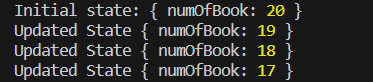 Initial state: { numOfBook: 20 }
Updated State { numOfBook: 19 }
Updated State { numOfBook: 18 }
Updated State { numOfBook: 17 }